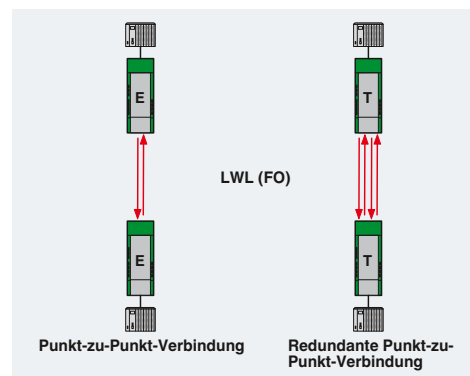 E
T
LWL (FO)
E
T
Punkt-zu-Punkt-Verbindung
Redundante Punkt-zu-
Punkt-Verbindung